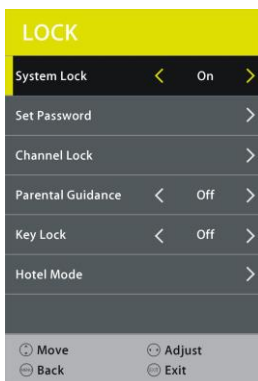 LOCK
System Lock < On >
Set Password >
Channel Lock >
Parental Guidance < Off >
Key Lock < Off >
Hotel Mode >
Move Adjust
Back Exit